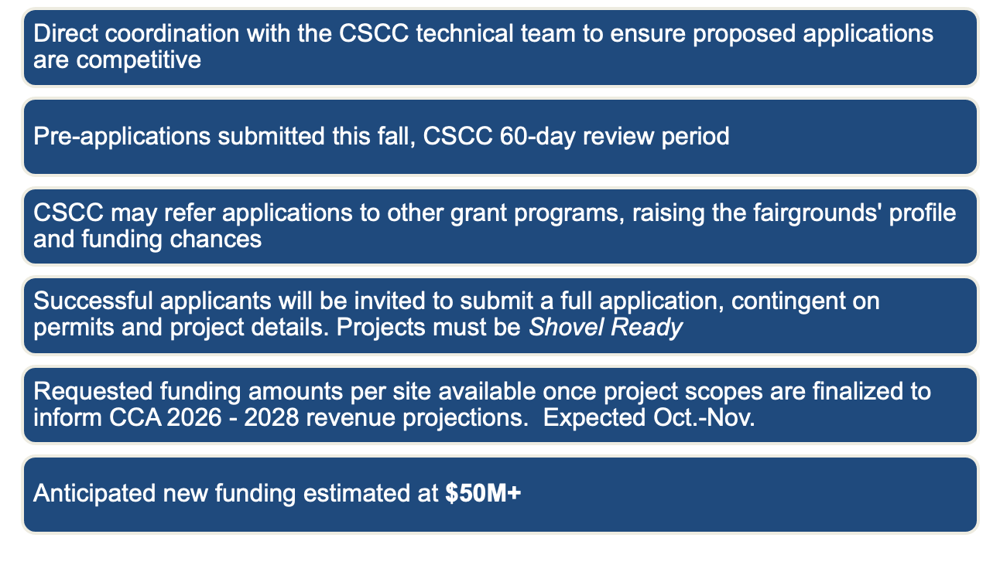 Direct coordination with the CSCC technical team to ensure proposed applications
are competitive
Pre-applications submitted this fall, CSCC 60-day review period
CSCC may refer applications to other grant programs, raising the fairgrounds' profile
and funding chances
Successful applicants will be invited to submit a full application, contingent on
permits and project details. Projects must be Shovel Ready
Requested funding amounts per site available once project scopes are finalized to
inform CCA 2026 - 2028 revenue projections.  Expected Oct.-Nov.
Anticipated new funding estimated at $50M+